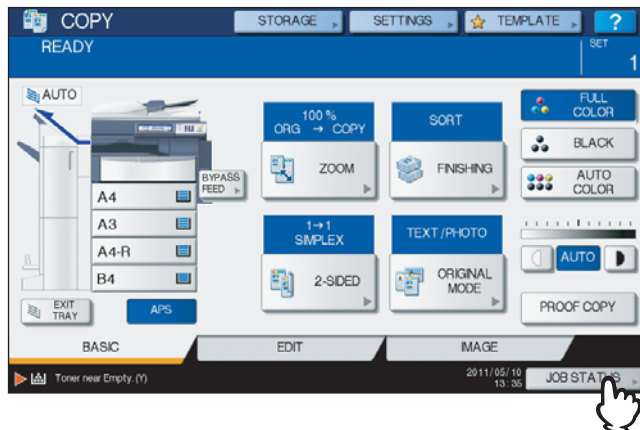 COPY
STORAGE
SETTINGS
TEMPLATE
?
READY
SET
1
AUTO
A4
A3
A4-R
B4
BYPASS
FEED
EXIT
TRAY
APS
100 %
ORG → COPY
ZOOM
SORT
FINISHING
1→1
SIMPLEX
2-SIDED
TEXT/PHOTO
ORIGINAL
MODE
FULL
COLOR
BLACK
AUTO
COLOR
AUTO
PROOF COPY
BASIC
EDIT
IMAGE
Toner near Empty. (Y)
2011/05/10
13:35
JOB STATUS